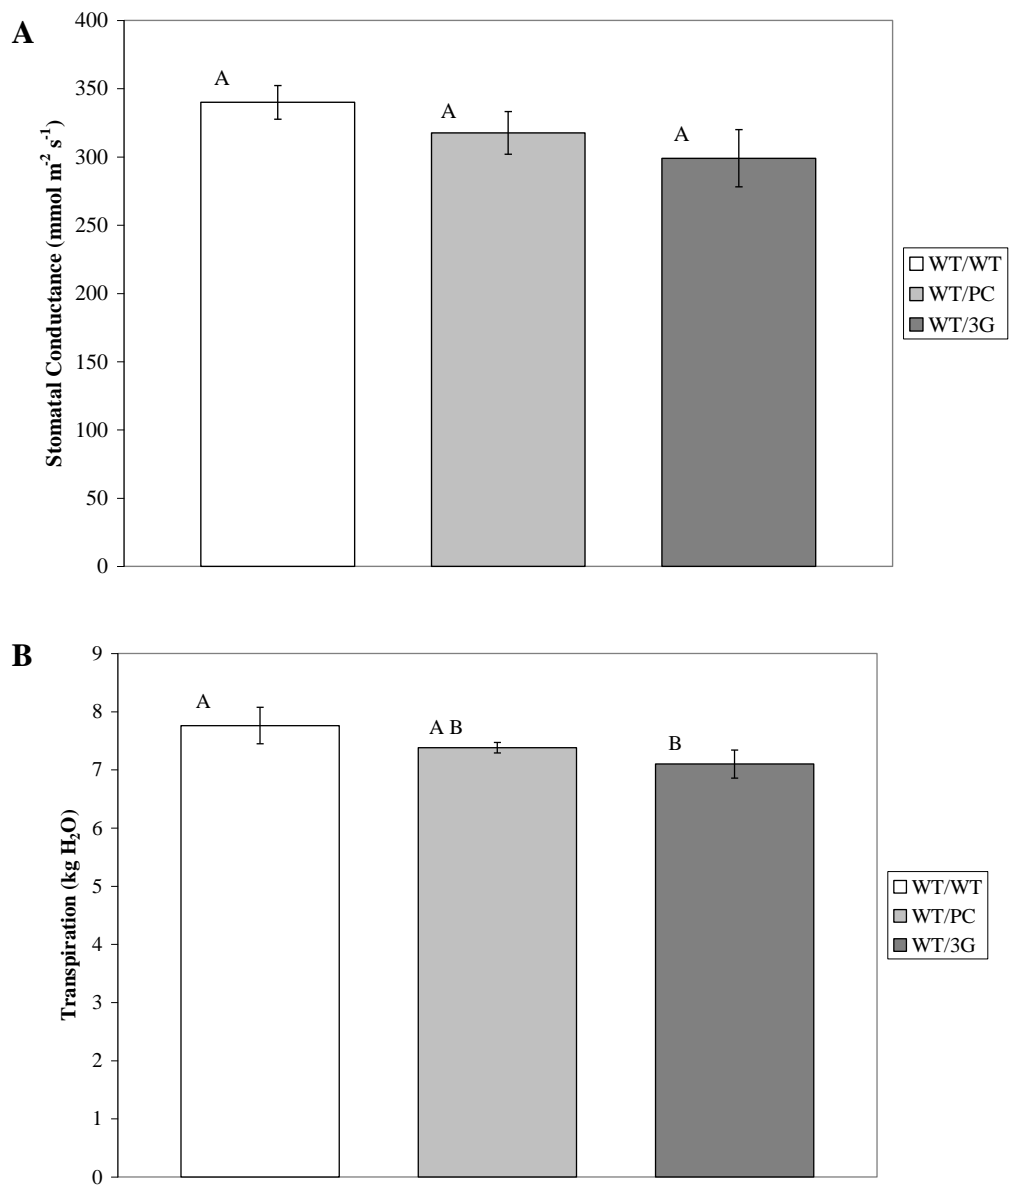 A
400
350
300
250
200
150
100
50
0
Stomatal Conductance (mmol m⁻² s⁻¹)
A
A
A
WT/WT
WT/PC
WT/3G
B
9
8
7
6
5
4
3
2
1
0
Transpiration (kg H₂O)
A
A B
B
WT/WT
WT/PC
WT/3G